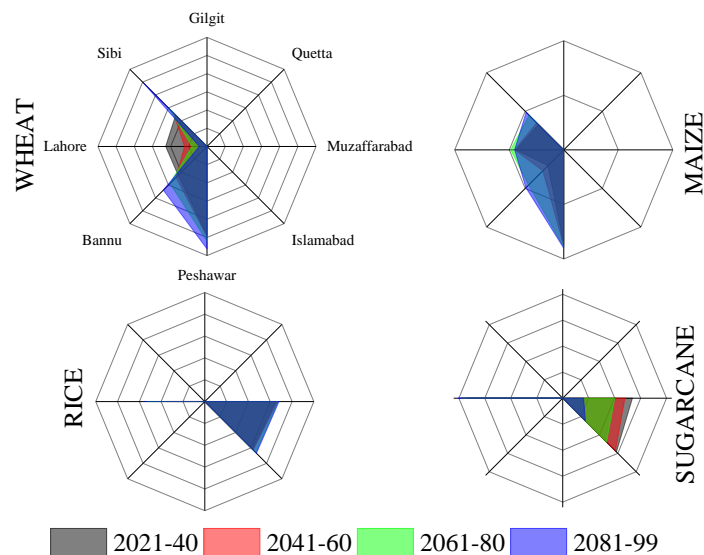 Gilgit
Sibi
Quetta
WHEAT
Lahore
Muzaffarabad
MAIZE
Bannu
Islamabad
Peshawar
RICE
SUGARCANE
2021-40 2041-60 2061-80 2081-99